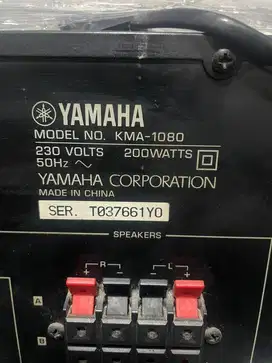 YAMAHA
MODEL NO. KMA-1080
230 VOLTS 200WATTS
50Hz ~
YAMAHA CORPORATION
MADE IN CHINA
SER. T037661Y0
SPEAKERS
R L
+ − − +
A
B